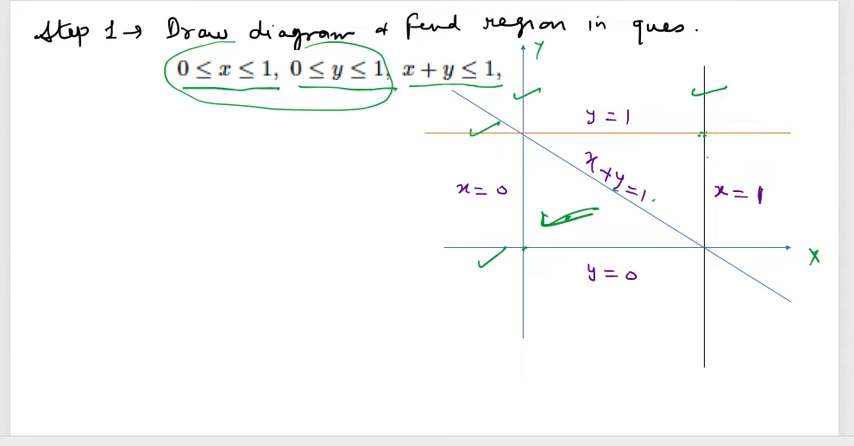 Step 1→ Draw diagram & find region in ques.
0 ≤ x ≤ 1, 0 ≤ y ≤ 1, x + y ≤ 1,
Y
y = 1
x+y=1
x = 0
x = 1
X
y = 0